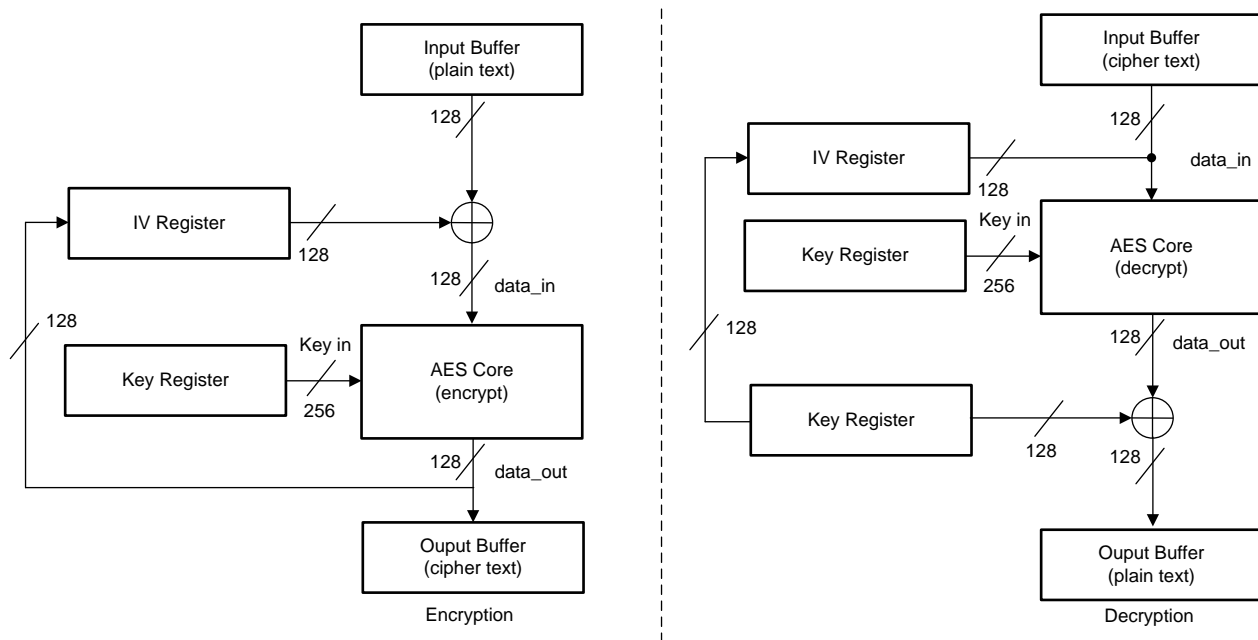 Input Buffer
(plain text)
128
IV Register
128
128
data_in
128
Key in
Key Register
256
AES Core
(encrypt)
128
data_out
Ouput Buffer
(cipher text)
Encryption
Input Buffer
(cipher text)
128
IV Register
128
data_in
Key in
Key Register
256
AES Core
(decrypt)
128
128
data_out
Key Register
128
128
Ouput Buffer
(plain text)
Decryption